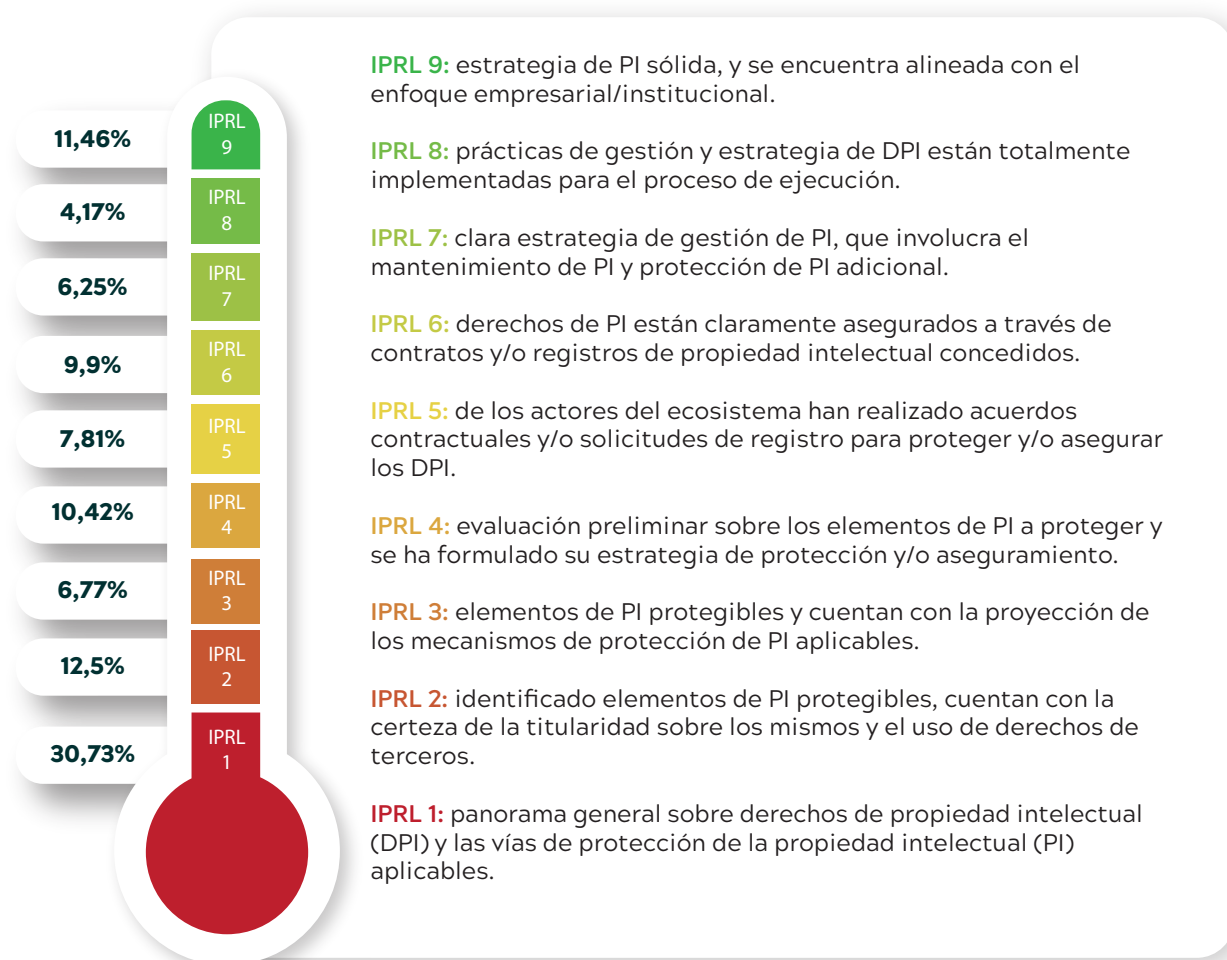 11,46%
4,17%
6,25%
9,9%
7,81%
10,42%
6,77%
12,5%
30,73%
IPRL
9
IPRL
8
IPRL
7
IPRL
6
IPRL
5
IPRL
4
IPRL
3
IPRL
2
IPRL
1
IPRL 9: estrategia de PI sólida, y se encuentra alineada con el
enfoque empresarial/institucional.
IPRL 8: prácticas de gestión y estrategia de DPI están totalmente
implementadas para el proceso de ejecución.
IPRL 7: clara estrategia de gestión de PI, que involucra el
mantenimiento de PI y protección de PI adicional.
IPRL 6: derechos de PI están claramente asegurados a través de
contratos y/o registros de propiedad intelectual concedidos.
IPRL 5: de los actores del ecosistema han realizado acuerdos
contractuales y/o solicitudes de registro para proteger y/o asegurar
los DPI.
IPRL 4: evaluación preliminar sobre los elementos de PI a proteger y
se ha formulado su estrategia de protección y/o aseguramiento.
IPRL 3: elementos de PI protegibles y cuentan con la proyección de
los mecanismos de protección de PI aplicables.
IPRL 2: identificado elementos de PI protegibles, cuentan con la
certeza de la titularidad sobre los mismos y el uso de derechos de
terceros.
IPRL 1: panorama general sobre derechos de propiedad intelectual
(DPI) y las vías de protección de la propiedad intelectual (PI)
aplicables.